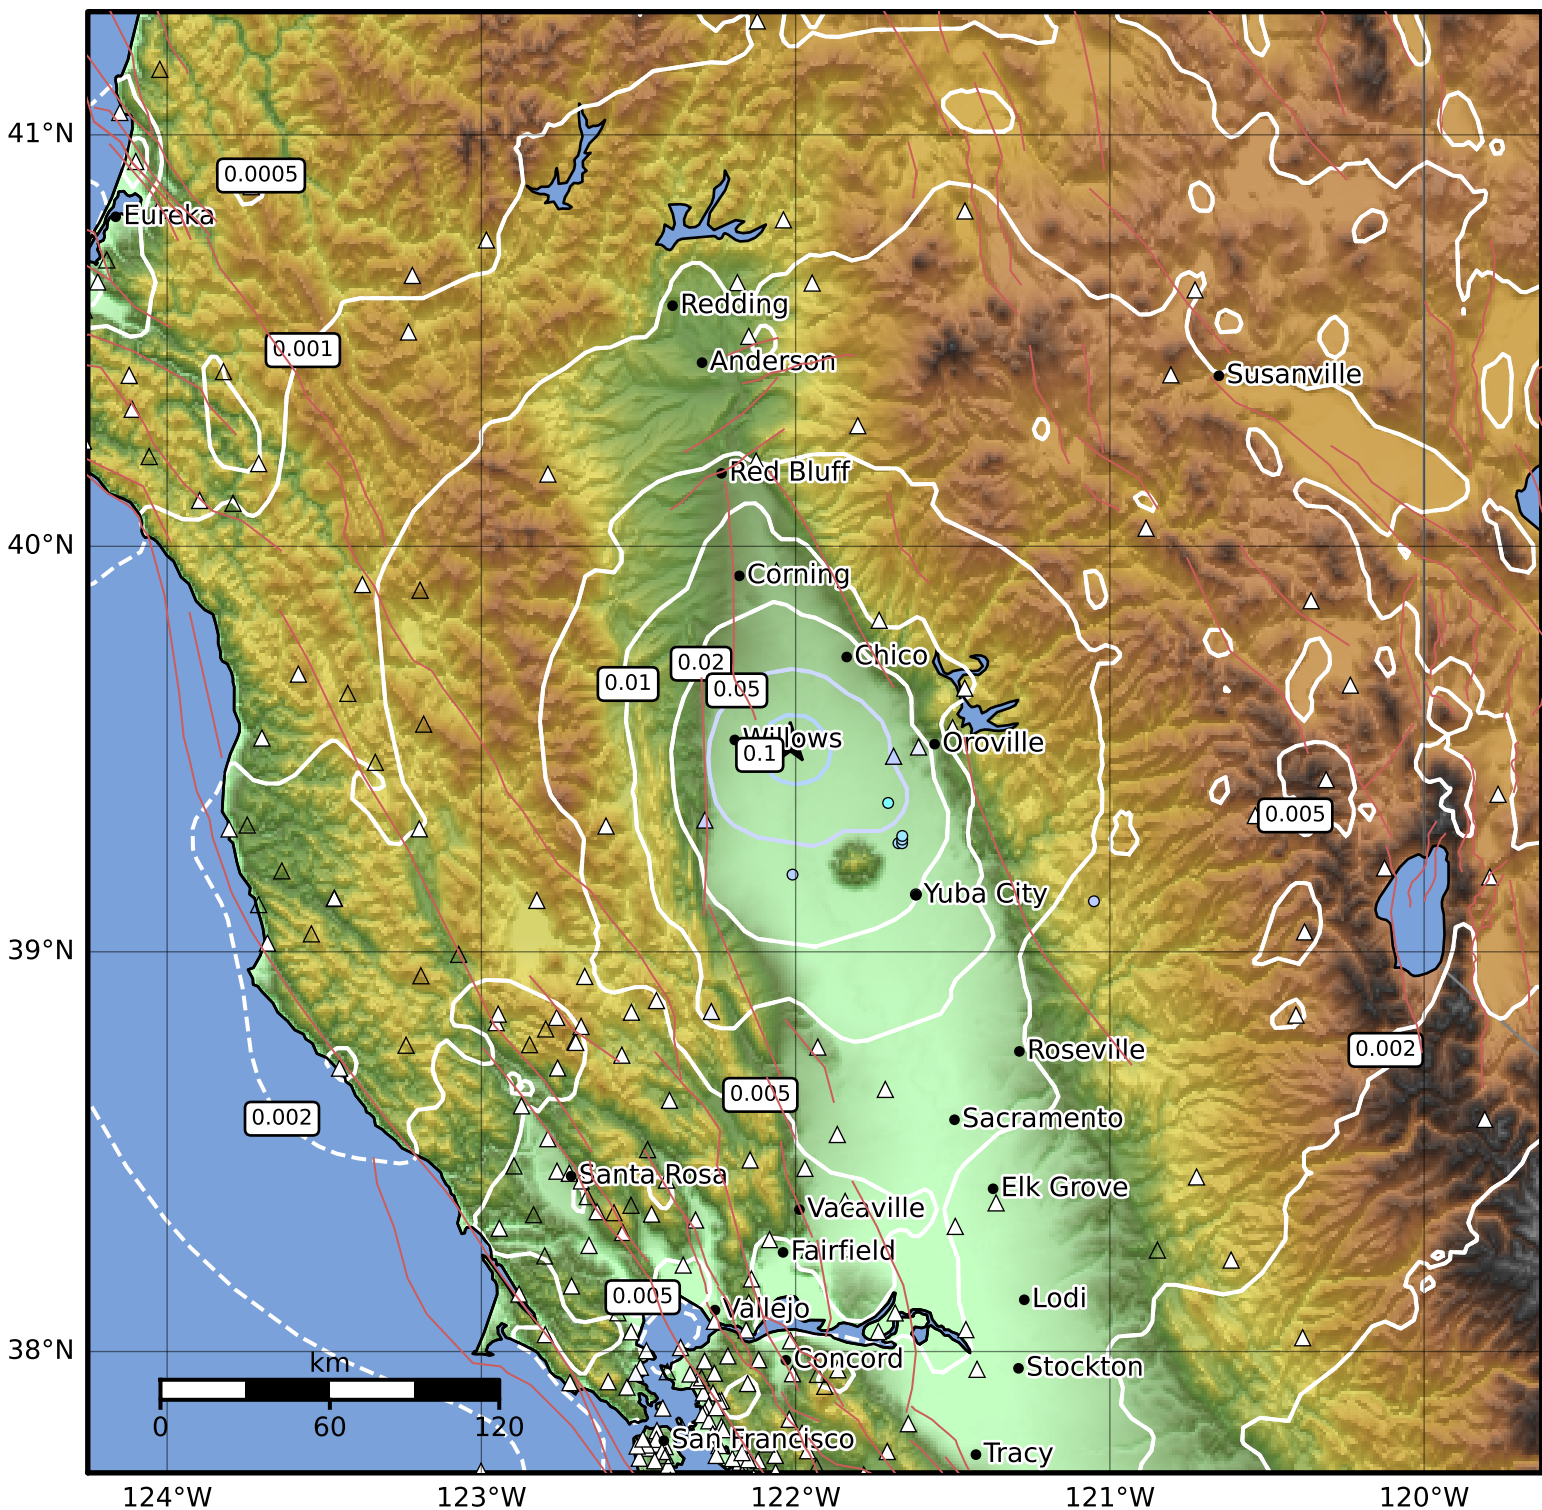 41°N
0.0005
Eureka
Redding
0.001
Anderson
Susanville
Red Bluff
40°N
Corning
Chico
0.02
0.01
0.05
Willows
Oroville
0.1
0.005
Yuba City
39°N
Roseville
0.002
0.005
0.002
Sacramento
Santa Rosa
Elk Grove
Vacaville
Fairfield
0.005
Vallejo
Lodi
38°N
Concord
Stockton
km
0 60 120
San Francisco
Tracy
124°W 123°W 122°W 121°W 120°W